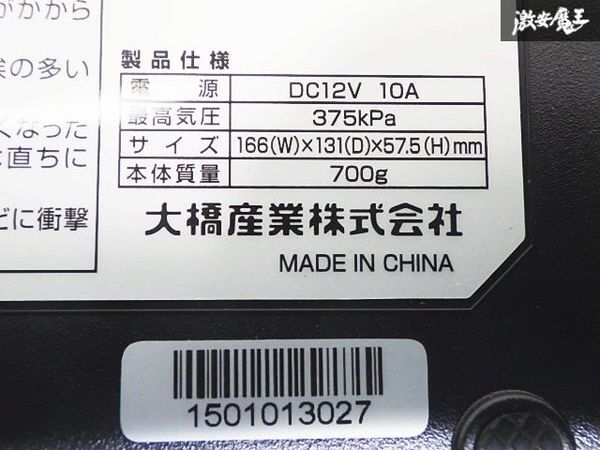 がかから
埃の多い
くなった
直ちに
どに衝撃
製品仕様
電源 DC12V 10A
最高気圧 375kPa
サイズ 166(W)×131(D)×57.5(H)mm
本体質量 700g
大橋産業株式会社
MADE IN CHINA
1501013027
激安魔王